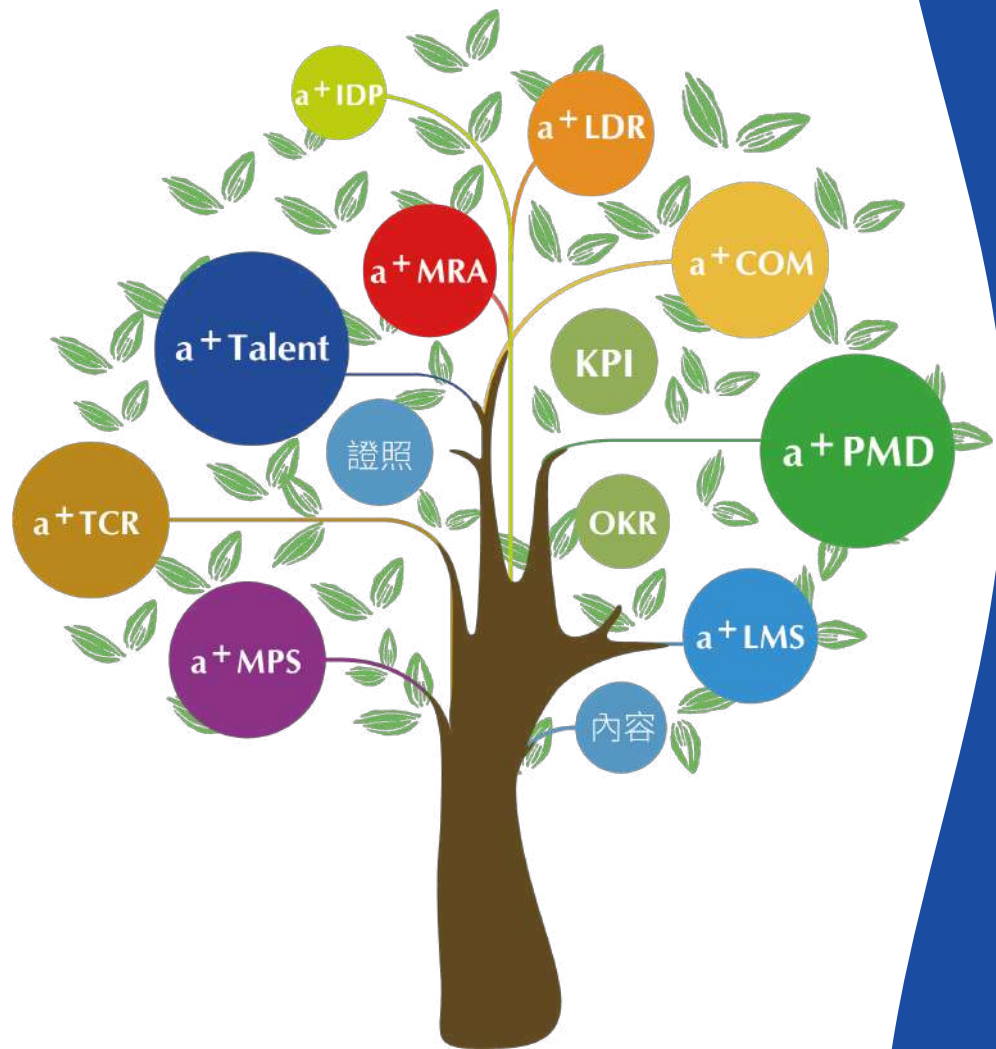 a⁺ IDP
a⁺ LDR
a⁺ MRA
a⁺ COM
a⁺ Talent
KPI
證照
a⁺ PMD
a⁺ TCR
OKR
a⁺ MPS
a⁺ LMS
內容